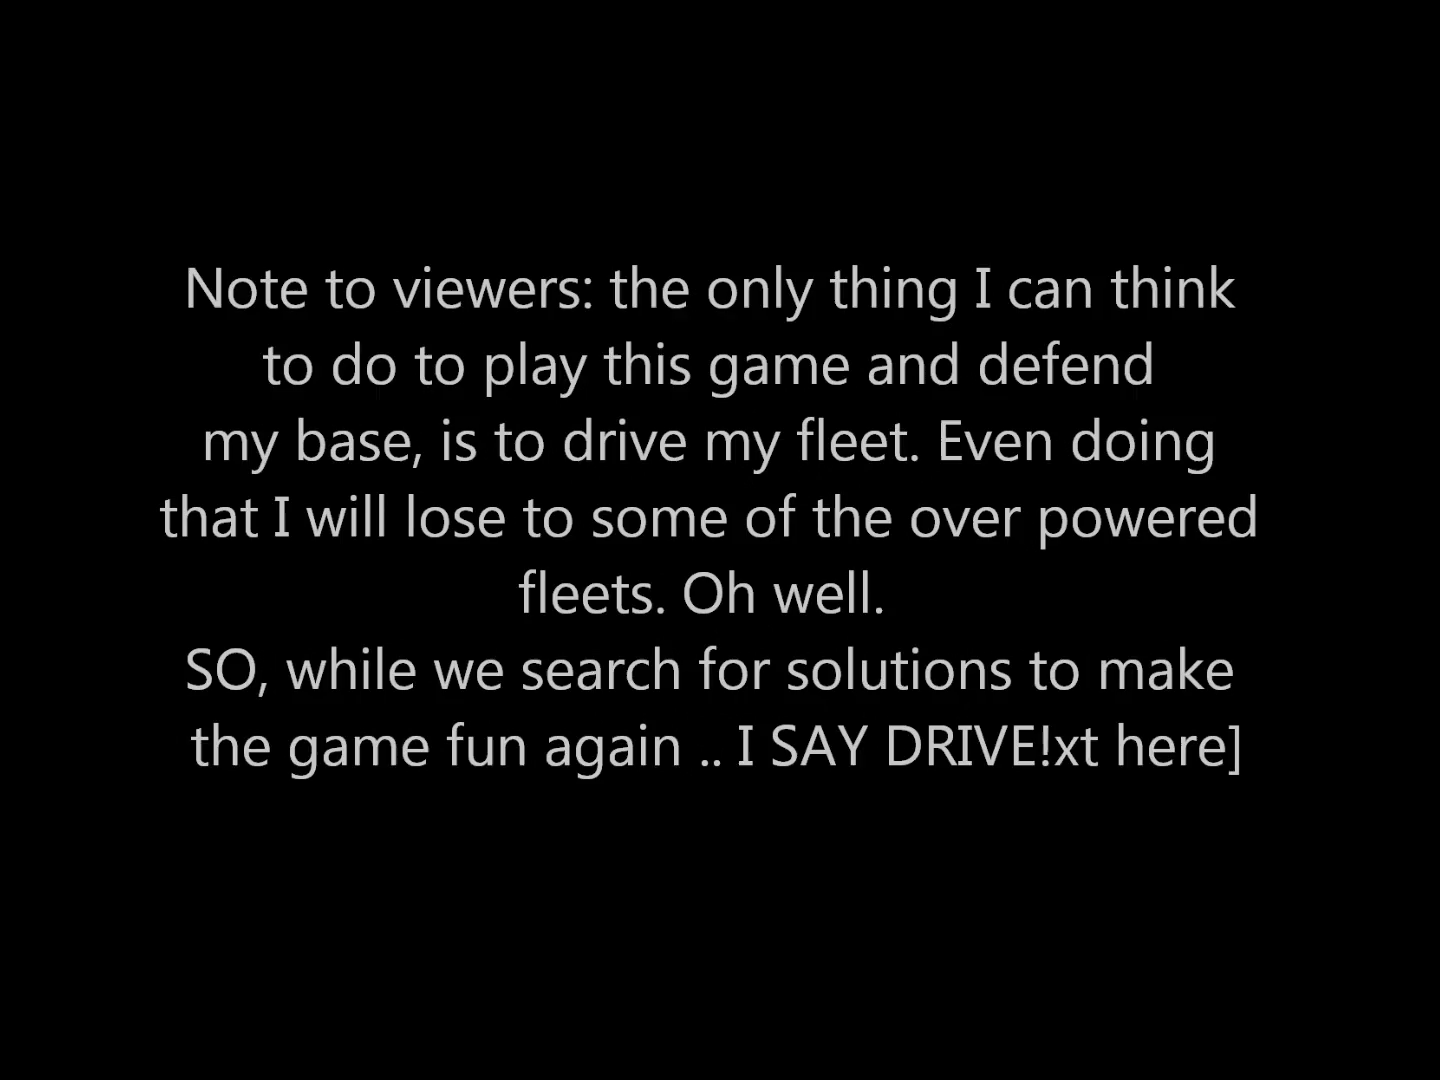 Note to viewers: the only thing I can think
to do to play this game and defend
my base, is to drive my fleet. Even doing
that I will lose to some of the over powered
fleets. Oh well.
SO, while we search for solutions to make
the game fun again .. I SAY DRIVE!xt here]